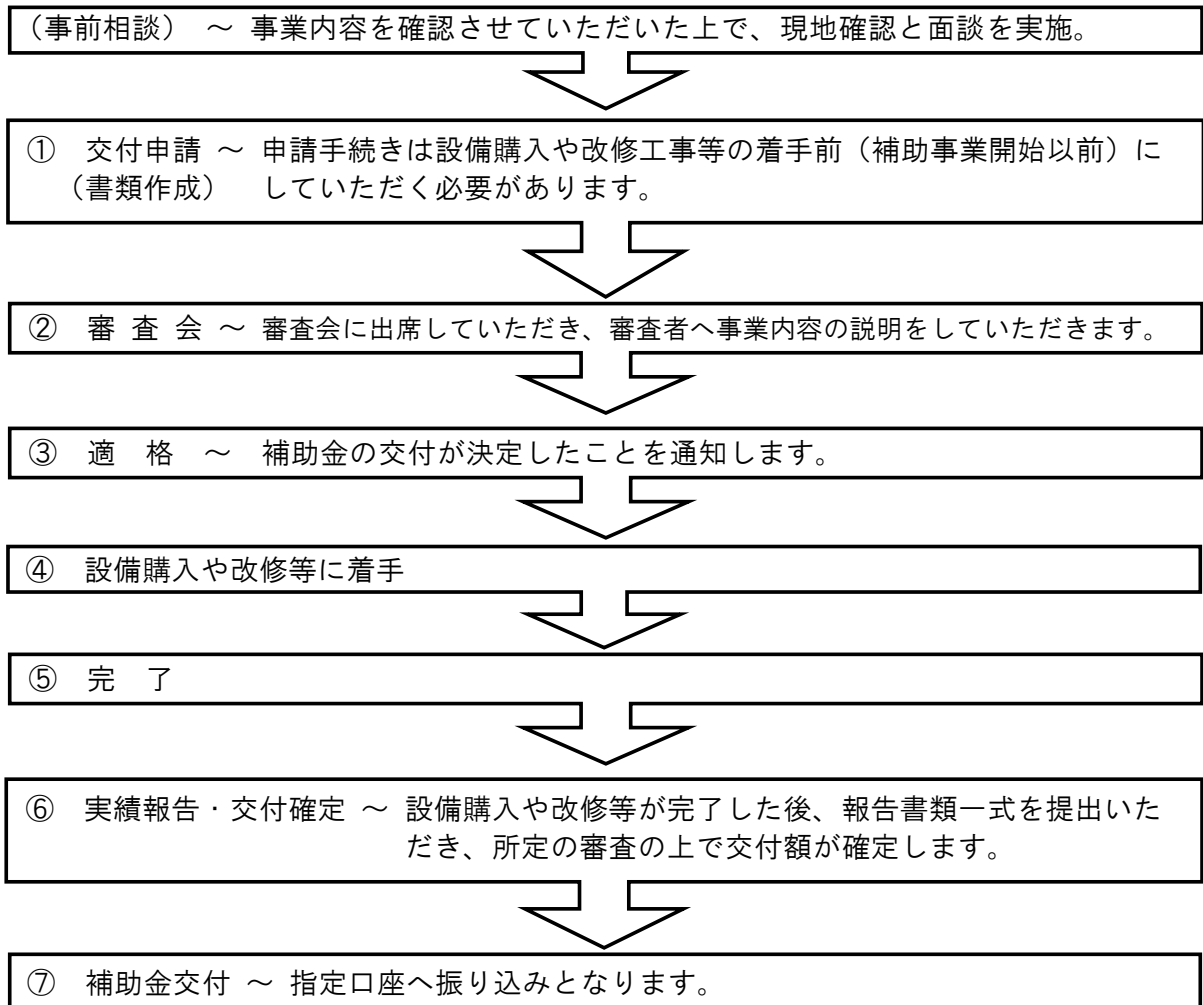 （事前相談） ～ 事業内容を確認させていただいた上で、現地確認と面談を実施。
① 交付申請 ～ 申請手続きは設備購入や改修工事等の着手前（補助事業開始以前）に
（書類作成） していただく必要があります。
② 審 査 会 ～ 審査会に出席していただき、審査者へ事業内容の説明をしていただきます。
③ 適 格 ～ 補助金の交付が決定したことを通知します。
④ 設備購入や改修等に着手
⑤ 完 了
⑥ 実績報告・交付確定 ～ 設備購入や改修等が完了した後、報告書類一式を提出いた
だき、所定の審査の上で交付額が確定します。
⑦ 補助金交付 ～ 指定口座へ振り込みとなります。